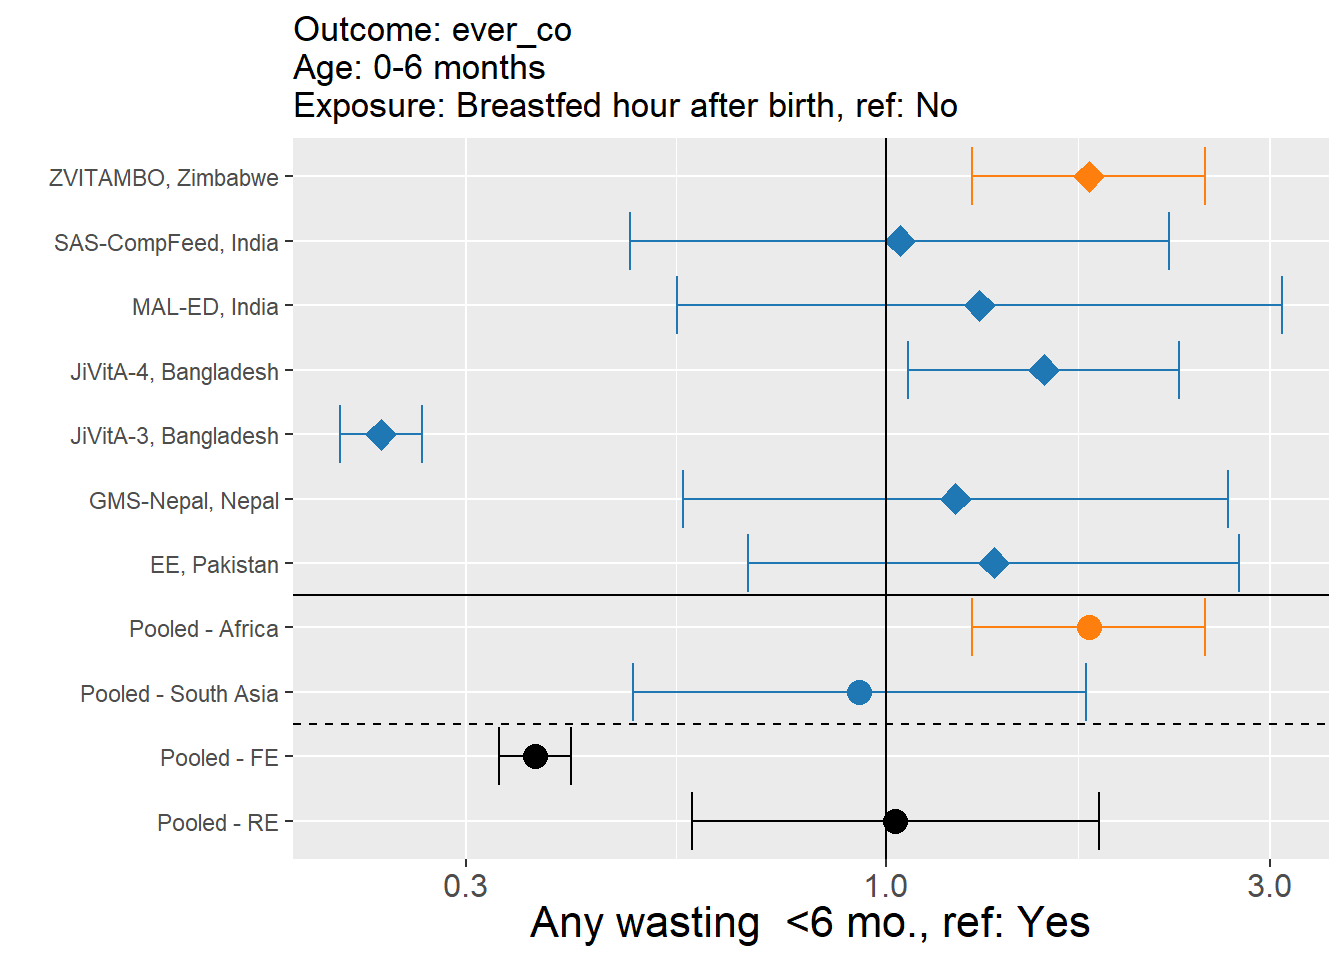 Outcome: ever_co
Age: 0-6 months
Exposure: Breastfed hour after birth, ref: No
ZVITAMBO, Zimbabwe
SAS-CompFeed, India
MAL-ED, India
JiVitA-4, Bangladesh
JiVitA-3, Bangladesh
GMS-Nepal, Nepal
EE, Pakistan
Pooled - Africa
Pooled - South Asia
Pooled - FE
Pooled - RE
0.3 1.0 3.0
Any wasting  <6 mo., ref: Yes